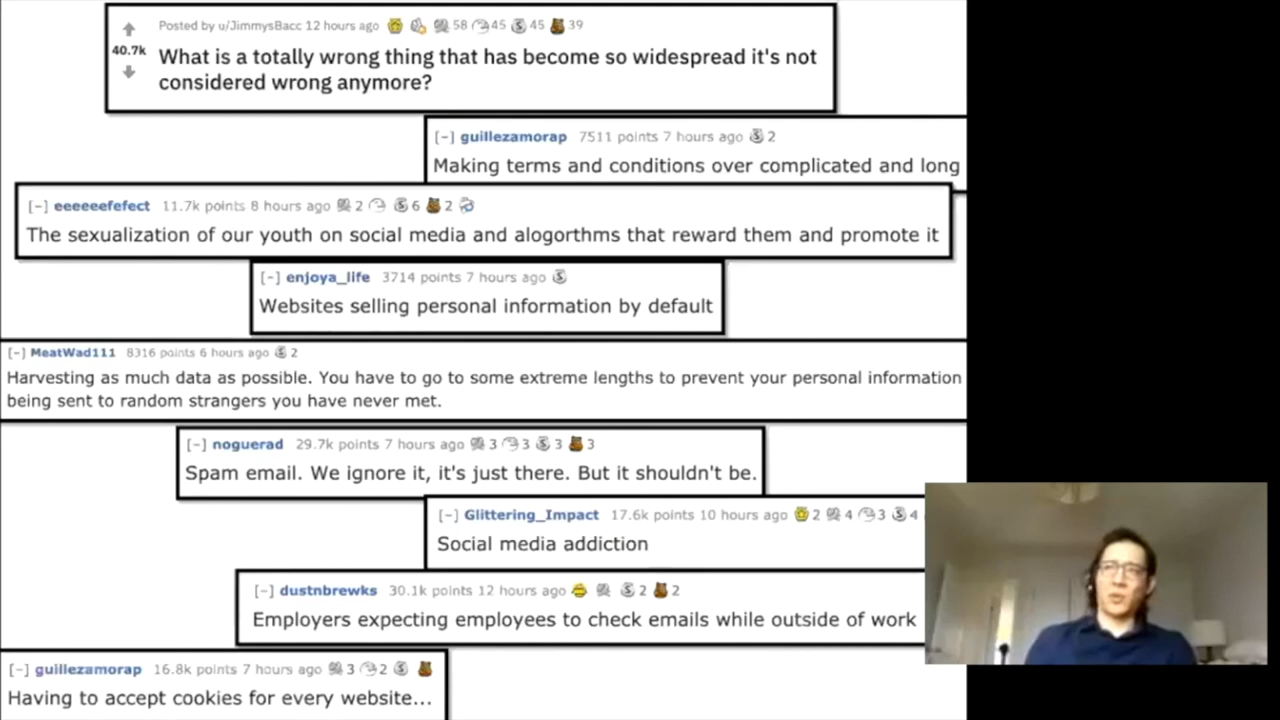 Posted by u/JimmysBacc 12 hours ago 58 45 45 39
40.7k
What is a totally wrong thing that has become so widespread it's not
considered wrong anymore?
[-] guillezamorap 7511 points 7 hours ago 2
Making terms and conditions over complicated and long
[-] eeeeeefefect 11.7k points 8 hours ago 2 6 2
The sexualization of our youth on social media and alogorthms that reward them and promote it
[-] enjoya_life 3714 points 7 hours ago
Websites selling personal information by default
[-] MeatWad111 8316 points 6 hours ago 2
Harvesting as much data as possible. You have to go to some extreme lengths to prevent your personal information
being sent to random strangers you have never met.
[-] noguerad 29.7k points 7 hours ago 3 3 3 3
Spam email. We ignore it, it's just there. But it shouldn't be.
[-] Glittering_Impact 17.6k points 10 hours ago 2 4 3 4
Social media addiction
[-] dustnbrewks 30.1k points 12 hours ago 2 2
Employers expecting employees to check emails while outside of work
[-] guillezamorap 16.8k points 7 hours ago 3 2
Having to accept cookies for every website...